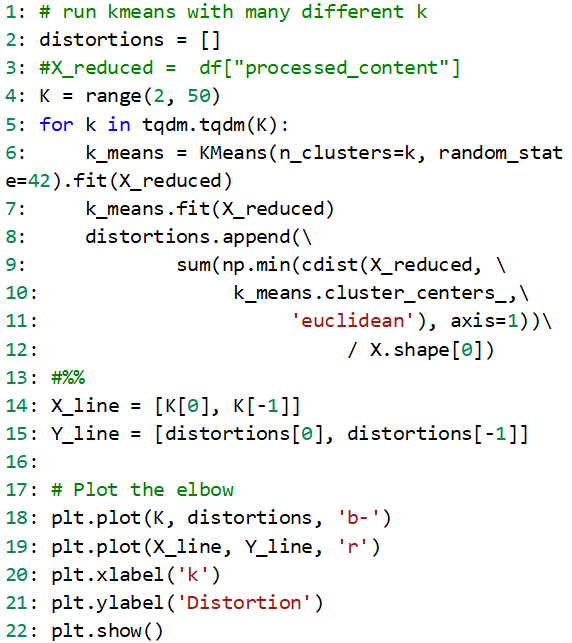 1: # run kmeans with many different k
2: distortions = []
3: #X_reduced =  df["processed_content"]
4: K = range(2, 50)
5: for k in tqdm.tqdm(K):
6:     k_means = KMeans(n_clusters=k, random_stat
e=42).fit(X_reduced)
7:     k_means.fit(X_reduced)
8:     distortions.append(\
9:             sum(np.min(cdist(X_reduced, \
10:                 k_means.cluster_centers_,\
11:                      'euclidean'), axis=1))\
12:                           / X.shape[0])
13: #%%
14: X_line = [K[0], K[-1]]
15: Y_line = [distortions[0], distortions[-1]]
16:
17: # Plot the elbow
18: plt.plot(K, distortions, 'b-')
19: plt.plot(X_line, Y_line, 'r')
20: plt.xlabel('k')
21: plt.ylabel('Distortion')
22: plt.show()